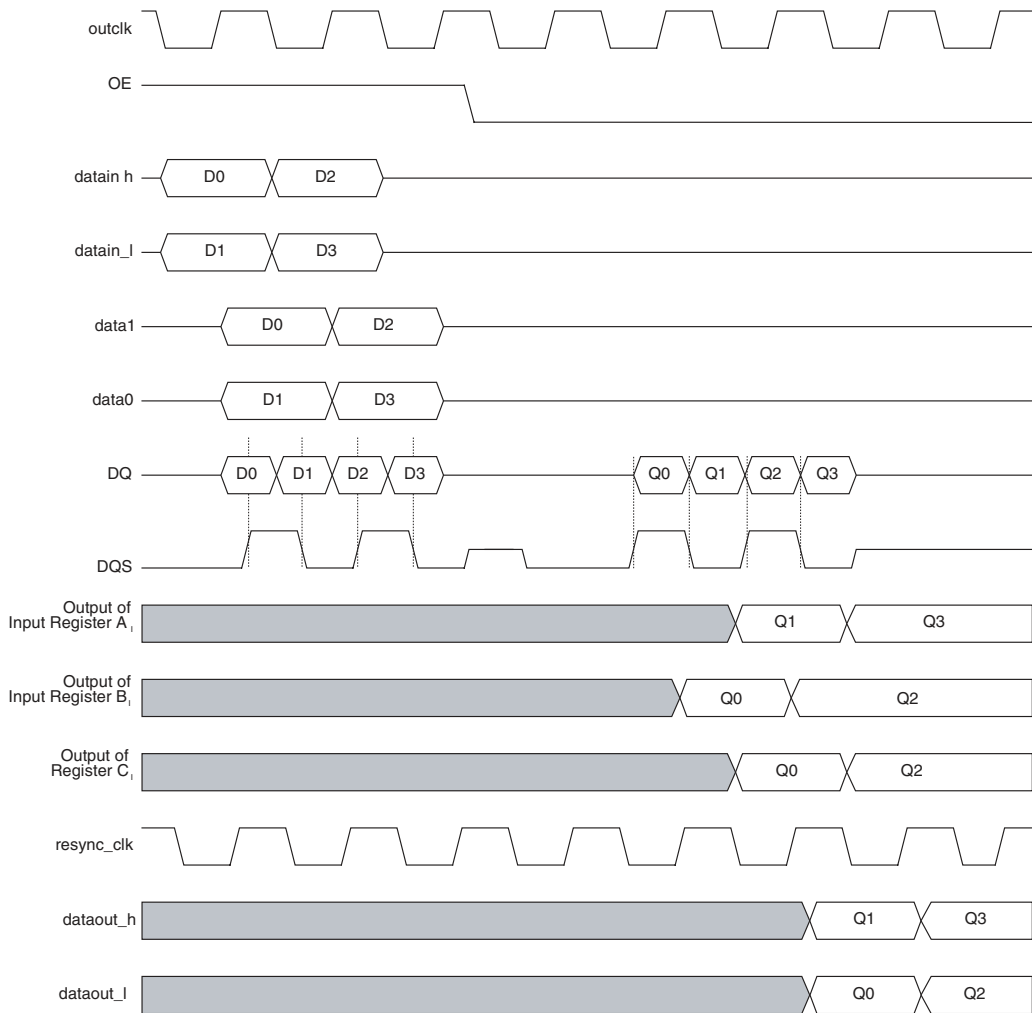 outclk
OE
datain h D0 D2
datain_l D1 D3
data1 D0 D2
data0 D1 D3
DQ D0 D1 D2 D3 Q0 Q1 Q2 Q3
DQS
Output of
Input Register A I Q1 Q3
Output of
Input Register B I Q0 Q2
Output of
Register C I Q0 Q2
resync_clk
dataout_h Q1 Q3
dataout_l Q0 Q2